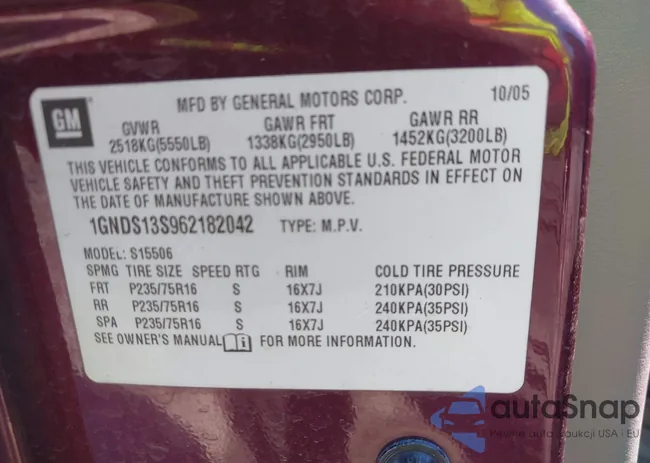 GM
MFD BY GENERAL MOTORS CORP. 10/05
GVWR GAWR FRT GAWR RR
2518KG(5550LB) 1338KG(2950LB) 1452KG(3200LB)
THIS VEHICLE CONFORMS TO ALL APPLICABLE U.S. FEDERAL MOTOR
VEHICLE SAFETY AND THEFT PREVENTION STANDARDS IN EFFECT ON
THE DATE OF MANUFACTURE SHOWN ABOVE.
1GNDS13S962182042 TYPE: M.P.V.
MODEL: S15506
SPMG TIRE SIZE SPEED RTG RIM COLD TIRE PRESSURE
FRT P235/75R16 S 16X7J 210KPA(30PSI)
RR P235/75R16 S 16X7J 240KPA(35PSI)
SPA P235/75R16 S 16X7J 240KPA(35PSI)
SEE OWNER'S MANUAL i FOR MORE INFORMATION.
autoSnap
auta z aukcji USA i EU